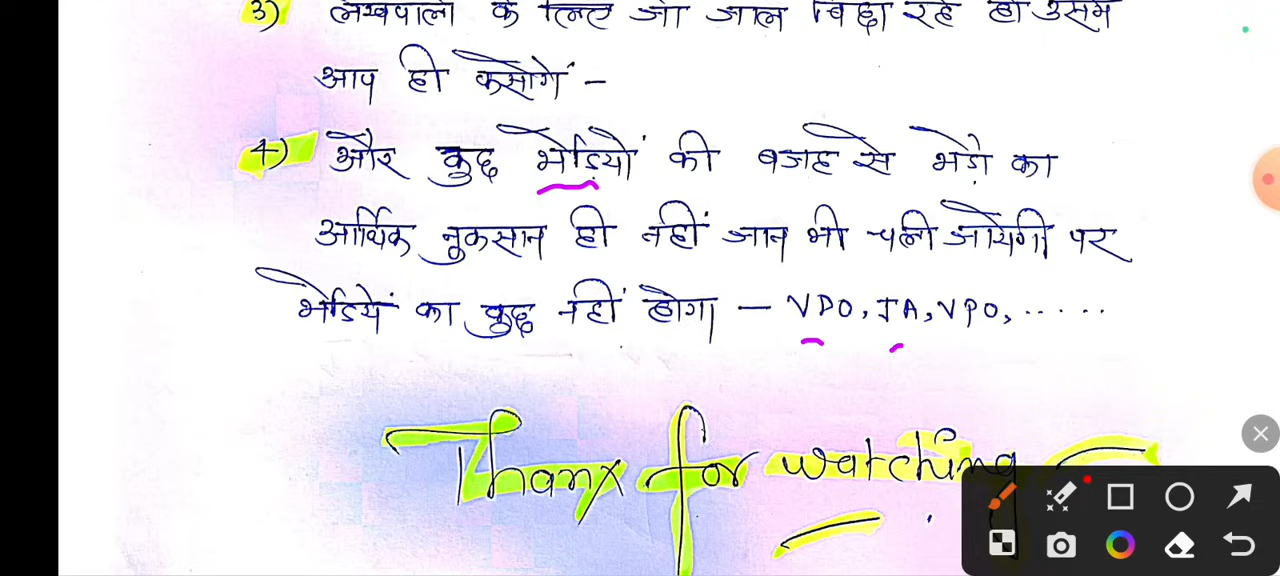 3) लेखपालो के लिए जो जाल बिछा रहे हो उसमे
आप ही फसोगें -
4) और कुछ भेड़ियों की वजह से भेड़ो का
आर्थिक नुकसान ही नहीं जान भी चली जायेगी पर
भेडियें का कुछ नहीं होगा - VDO, JA, VPO, ......
Thanx for watching